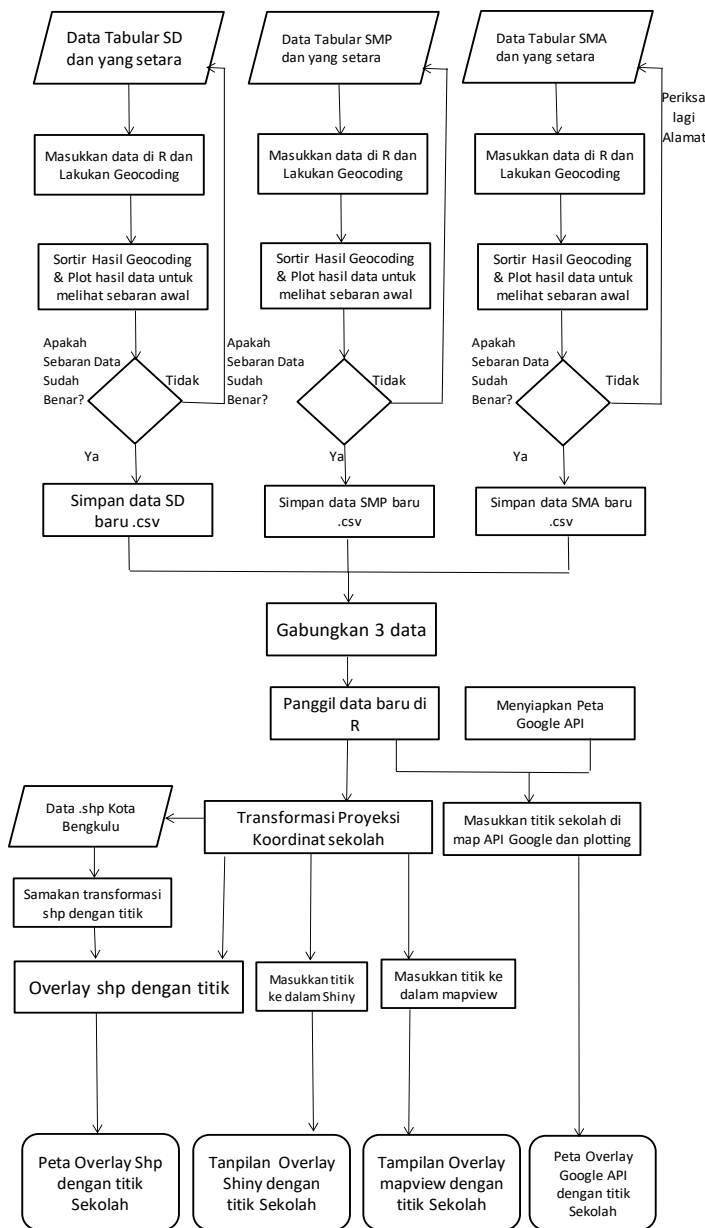 Data Tabular SD
dan yang setara
Data Tabular SMP
dan yang setara
Data Tabular SMA
dan yang setara
Periksa
lagi
Alamat
Masukkan data di R dan
Lakukan Geocoding
Masukkan data di R dan
Lakukan Geocoding
Masukkan data di R dan
Lakukan Geocoding
Sortir Hasil Geocoding
& Plot hasil data untuk
melihat sebaran awal
Sortir Hasil Geocoding
& Plot hasil data untuk
melihat sebaran awal
Sortir Hasil Geocoding
& Plot hasil data untuk
melihat sebaran awal
Apakah
Sebaran Data
Sudah
Benar?
Tidak
Ya
Apakah
Sebaran Data
Sudah
Benar?
Tidak
Ya
Apakah
Sebaran Data
Sudah
Benar?
Tidak
Ya
Simpan data SD
baru .csv
Simpan data SMP baru
.csv
Simpan data SMA baru
.csv
Gabungkan 3 data
Panggil data baru di
R
Menyiapkan Peta
Google API
Data .shp Kota
Bengkulu
Transformasi Proyeksi
Koordinat sekolah
Masukkan titik sekolah di
map API Google dan plotting
Samakan transformasi
shp dengan titik
Overlay shp dengan titik
Masukkan titik
ke dalam Shiny
Masukkan titik ke
dalam mapview
Peta Overlay Shp
dengan titik
Sekolah
Tanpilan Overlay
Shiny dengan
titik Sekolah
Tampilan Overlay
mapview dengan
titik Sekolah
Peta Overlay
Google API
dengan titik
Sekolah